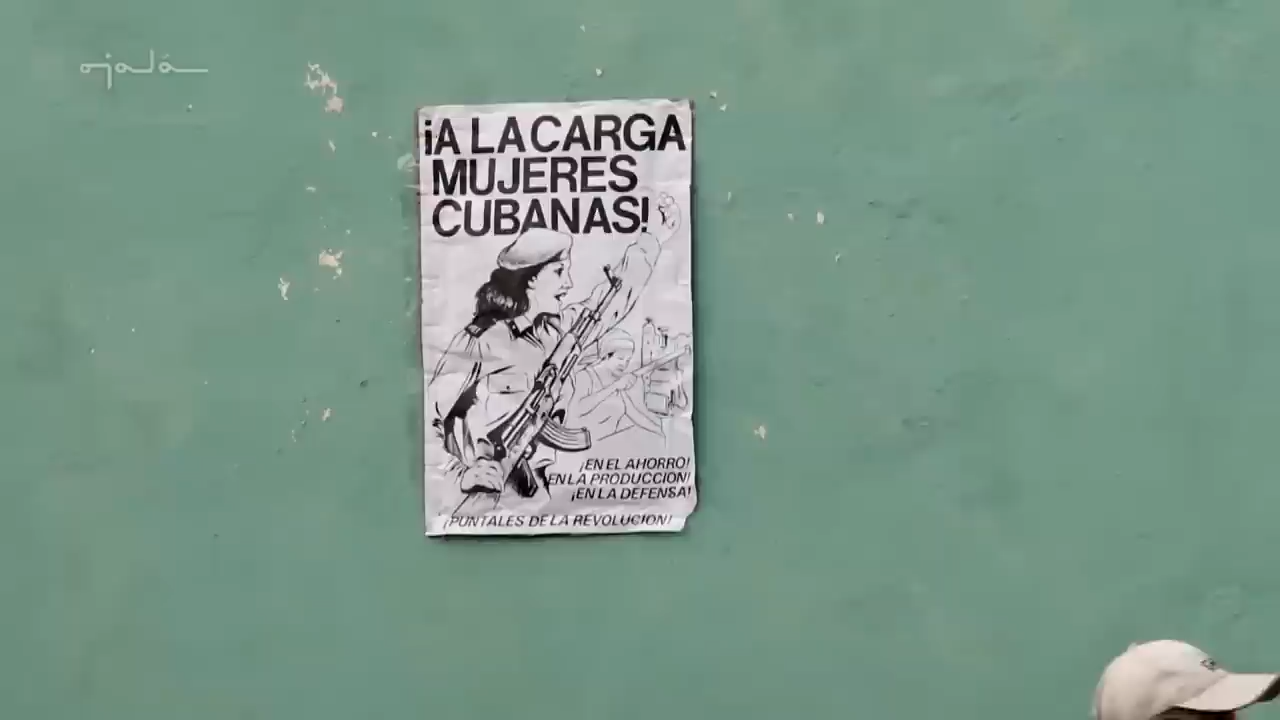 ojalá
¡A LA CARGA
MUJERES
CUBANAS!
¡EN EL AHORRO!
EN LA PRODUCCION!
¡EN LA DEFENSA!
¡PUNTALES DE LA REVOLUCION!